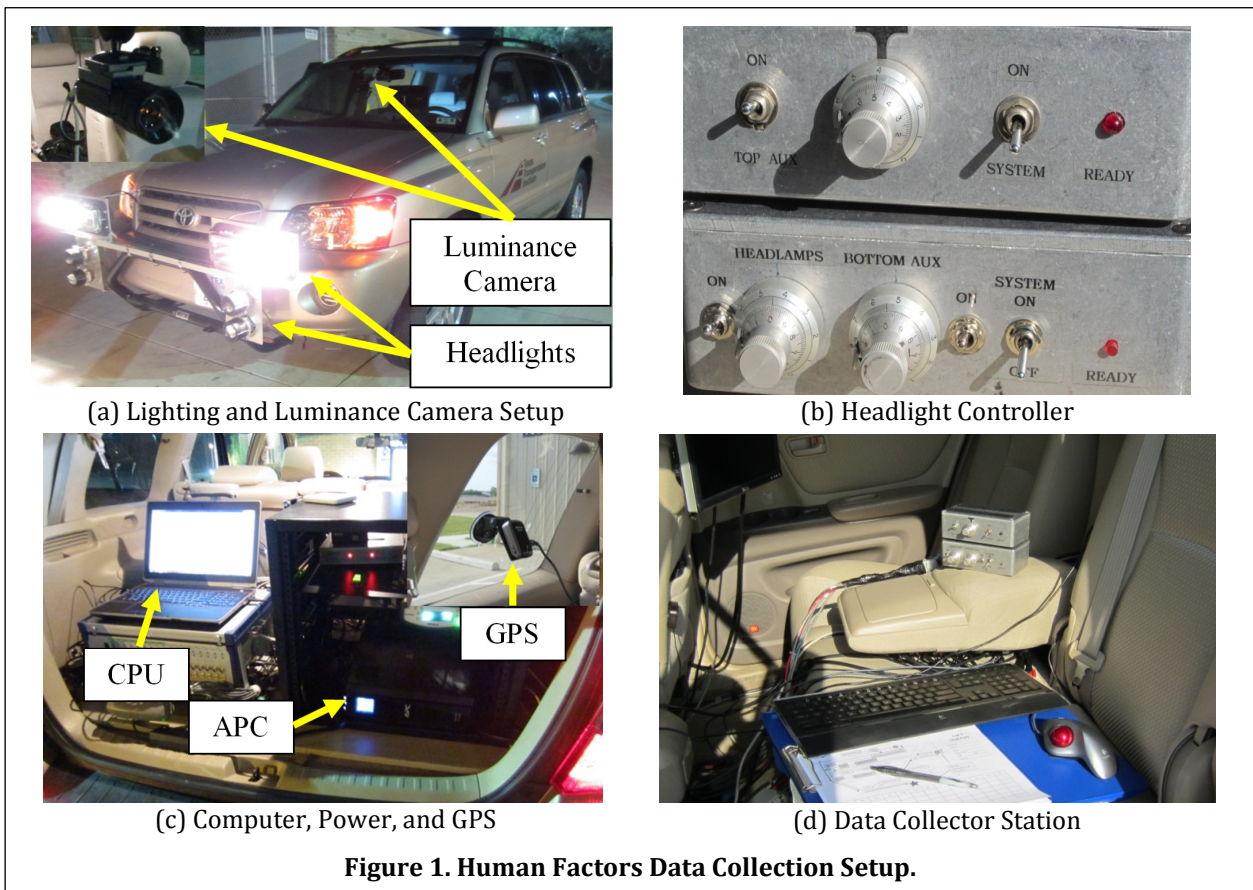 Luminance
Camera
Headlights
(a) Lighting and Luminance Camera Setup
ON
TOP AUX
ON
SYSTEM
READY
HEADLAMPS
BOTTOM AUX
SYSTEM
ON
ON
ON
OFF
READY
(b) Headlight Controller
GPS
CPU
APC
(c) Computer, Power, and GPS
(d) Data Collector Station
Figure 1. Human Factors Data Collection Setup.